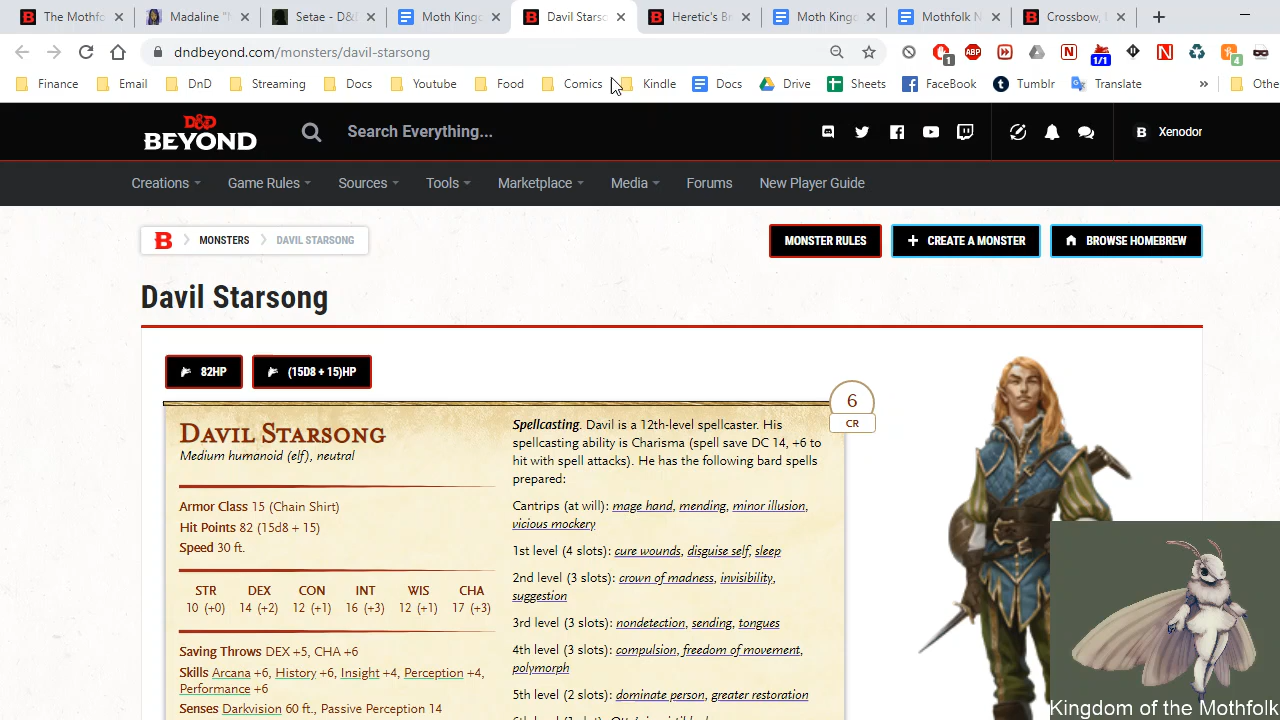 The Mothfo
Madaline "
Setae D&d
Moth King
Davil Starso
Heretic's B
Moth King
Mothfolk N
Crossbow,
dndbeyond.com/monsters/davil-starsong
ABP
1
1/1
4
Finance
Email
DnD
Streaming
Doc
Youtube
Food
Comics
Kindle
Docs
Drive
Sheets
FaceBook
Tumblr
Translate
»
Othe
D&D
BEYOND
Search Everything...
Xenodor
Creations
Game Rules
Sources
Tools
Marketplace
Media
Forums
New Player Guide
MONSTERS
DAVIL STARSONG
MONSTER RULES
+ CREATE A MONSTER
BROWSE HOMEBREW
Davil Starsong
82HP
(15D8 + 15)HP
6
CR
DAVIL STARSONG
Medium humanoid (elf), neutral
Armor Class 15 (Chain Shirt)
Hit Points 82 (15d8 + 15)
Speed 30 ft.
STR DEX CON INT WIS CHA
10 (+0) 14 (+2) 12 (+1) 16 (+3) 12 (+1) 17 (+3)
Saving Throws DEX +5, CHA +6
Skills Arcana +6, History +6, Insight +4, Perception +4,
Performance +6
Senses Darkvision 60 ft., Passive Perception 14
Spellcasting. Davil is a 12th-level spellcaster. His
spellcasting ability is Charisma (spell save DC 14, +6 to
hit with spell attacks). He has the following bard spells
prepared:
Cantrips (at will): mage hand, mending, minor illusion,
vicious mockery
1st level (4 slots): cure wounds, disguise self, sleep
2nd level (3 slots): crown of madness, invisibility,
suggestion
3rd level (3 slots): nondetection, sending, tongues
4th level (3 slots): compulsion, freedom of movement,
polymorph
5th level (2 slots): dominate person, greater restoration
Kingdom of the Mothfolk